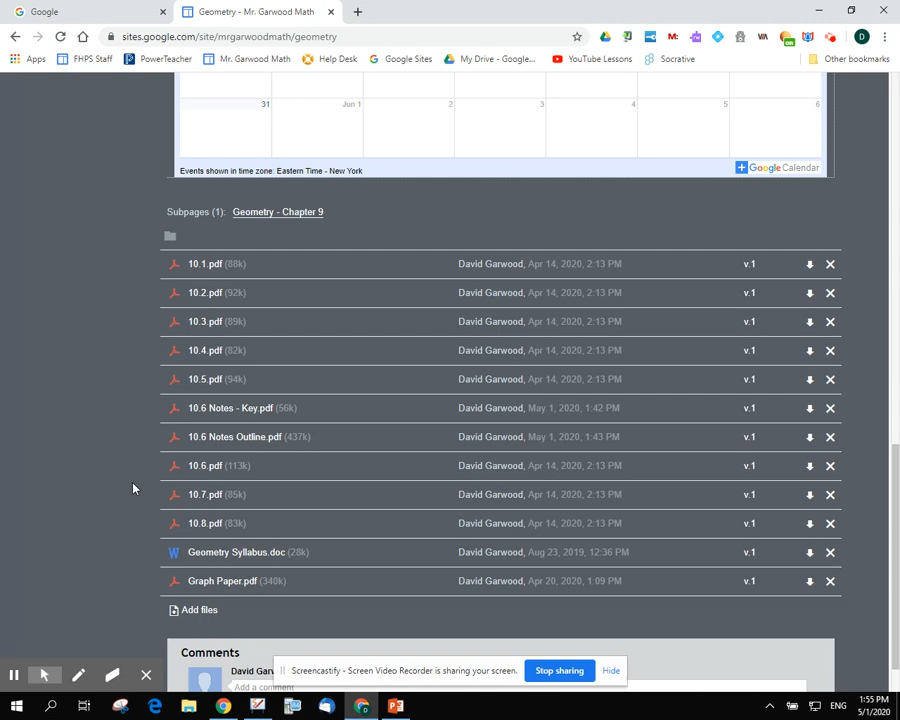 Google
Geometry - Mr. Garwood Math
sites.google.com/site/mrgarwoodmath/geometry
Apps FHPS Staff PowerTeacher Mr. Garwood Math Help Desk Google Sites My Drive - Google... YouTube Lessons Socrative Other bookmarks
31 Jun 1 2 3 4 5 6
Events shown in time zone: Eastern Time - New York
Google Calendar
Subpages (1): Geometry - Chapter 9
10.1.pdf (88k) David Garwood, Apr 14, 2020, 2:13 PM v.1
10.2.pdf (92k) David Garwood, Apr 14, 2020, 2:13 PM v.1
10.3.pdf (89k) David Garwood, Apr 14, 2020, 2:13 PM v.1
10.4.pdf (82k) David Garwood, Apr 14, 2020, 2:13 PM v.1
10.5.pdf (94k) David Garwood, Apr 14, 2020, 2:13 PM v.1
10.6 Notes - Key.pdf (56k) David Garwood, May 1, 2020, 1:42 PM v.1
10.6 Notes Outline.pdf (437k) David Garwood, May 1, 2020, 1:43 PM v.1
10.6.pdf (113k) David Garwood, Apr 14, 2020, 2:13 PM v.1
10.7.pdf (85k) David Garwood, Apr 14, 2020, 2:13 PM v.1
10.8.pdf (83k) David Garwood, Apr 14, 2020, 2:13 PM v.1
Geometry Syllabus.doc (28k) David Garwood, Aug 23, 2019, 12:36 PM v.1
Graph Paper.pdf (340k) David Garwood, Apr 20, 2020, 1:09 PM v.1
Add files
Comments
David Garw
Add a comment
Screencastify - Screen Video Recorder is sharing your screen. Stop sharing Hide
ENG
1:55 PM
5/1/2020